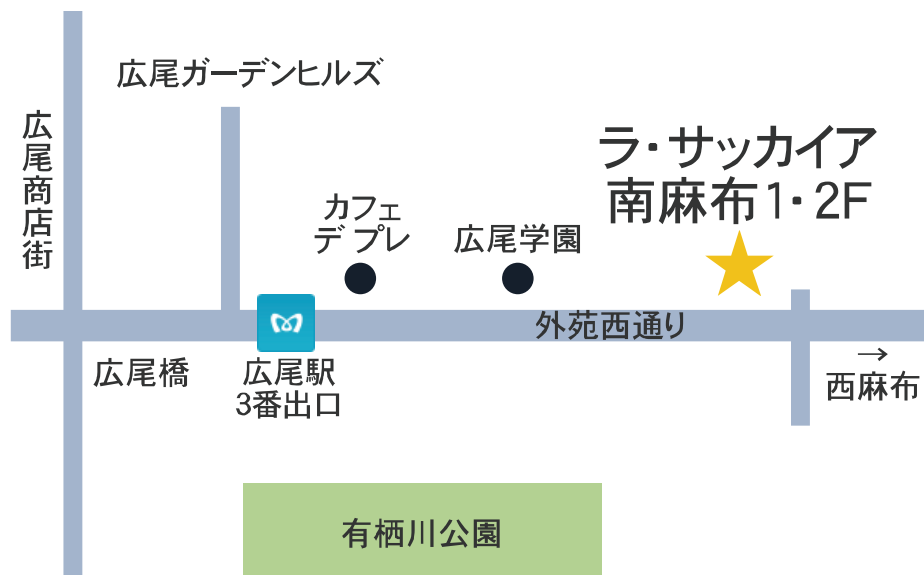 広尾ガーデンヒルズ
広尾商店街
ラ・サッカイア
南麻布1・2F
カフェ
デ プレ
広尾学園
外苑西通り
広尾橋
広尾駅
3番出口
→
西麻布
有栖川公園